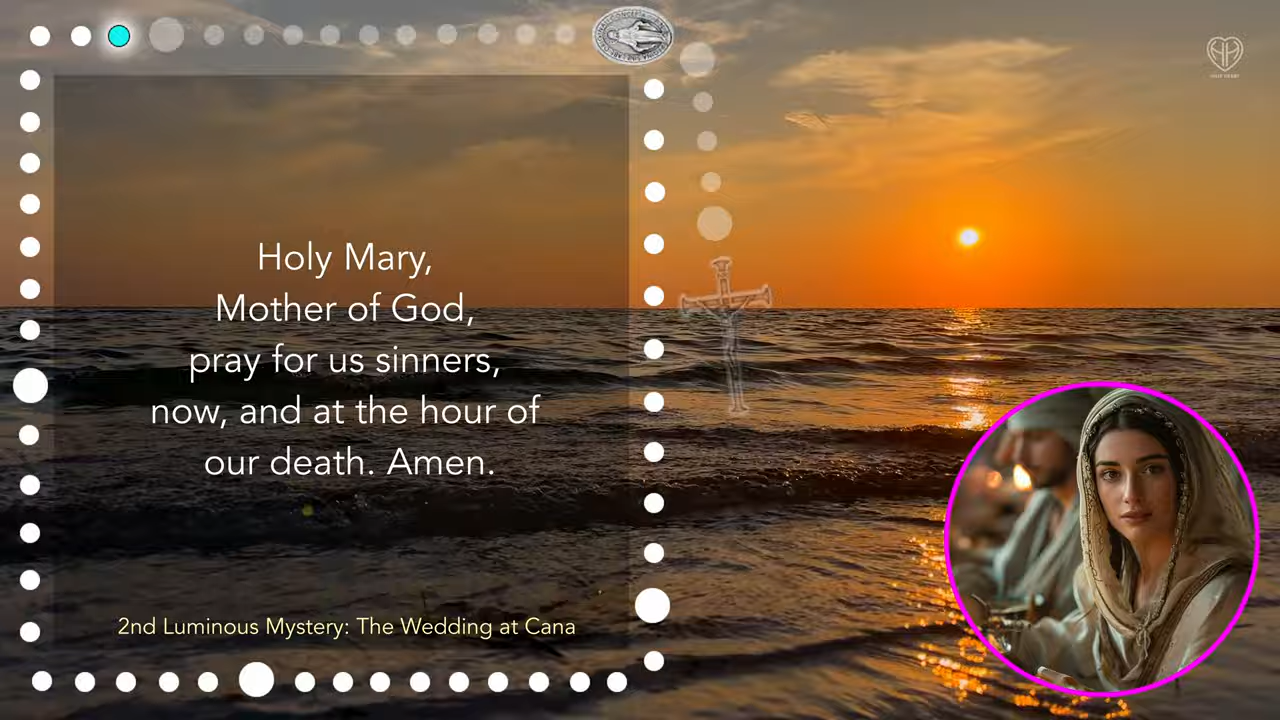 Holy Mary,
Mother of God,
pray for us sinners,
now, and at the hour of
our death. Amen.
2nd Luminous Mystery: The Wedding at Cana